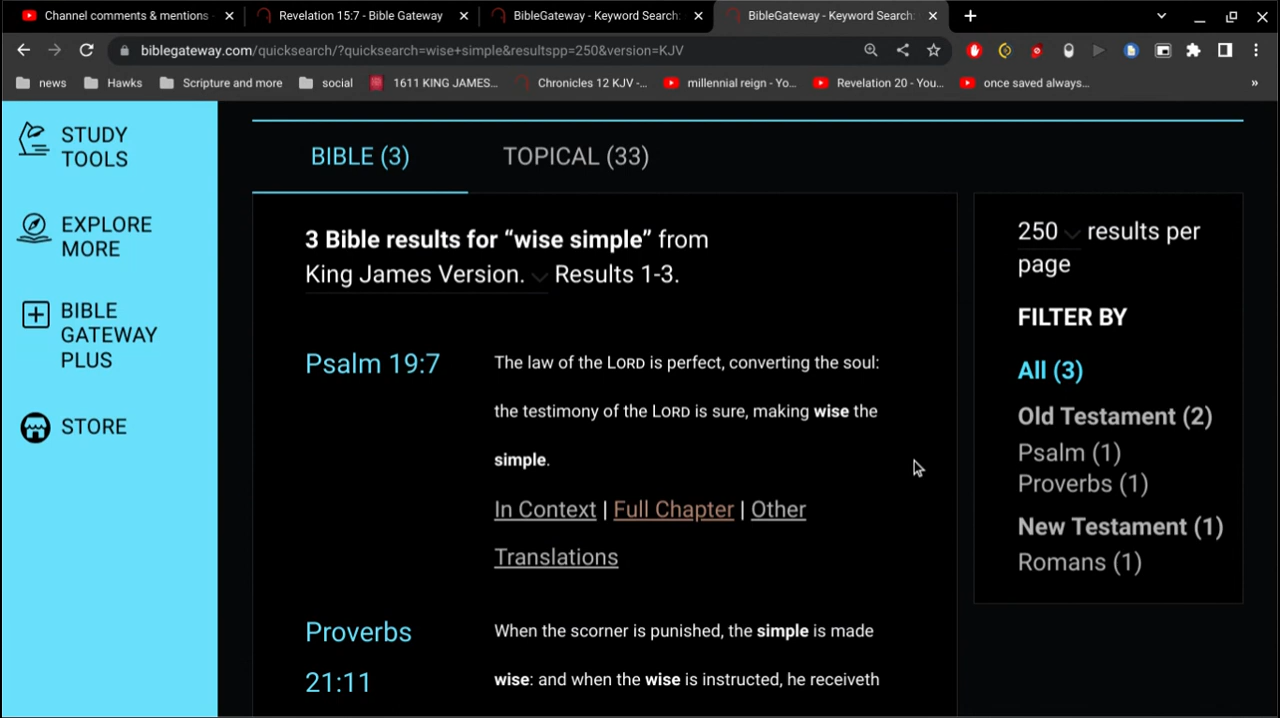 Channel comments & mentions -
Revelation 15:7 - Bible Gateway
BibleGateway - Keyword Search:
BibleGateway - Keyword Search:
biblegateway.com/quicksearch/?quicksearch=wise+simple&resultspp=250&version=KJV
news
Hawks
Scripture and more
social
1611 KING JAMES...
Chronicles 12 KJV -...
millennial reign - Yo...
Revelation 20 - You...
once saved always...
»
STUDY
TOOLS
EXPLORE
MORE
BIBLE
GATEWAY
PLUS
STORE
BIBLE (3)
TOPICAL (33)
3 Bible results for “wise simple” from
King James Version. Results 1-3.
Psalm 19:7
The law of the LORD is perfect, converting the soul:
the testimony of the LORD is sure, making wise the
simple.
In Context | Full Chapter | Other
Translations
Proverbs
21:11
When the scorner is punished, the simple is made
wise: and when the wise is instructed, he receiveth
250 results per
page
FILTER BY
All (3)
Old Testament (2)
Psalm (1)
Proverbs (1)
New Testament (1)
Romans (1)